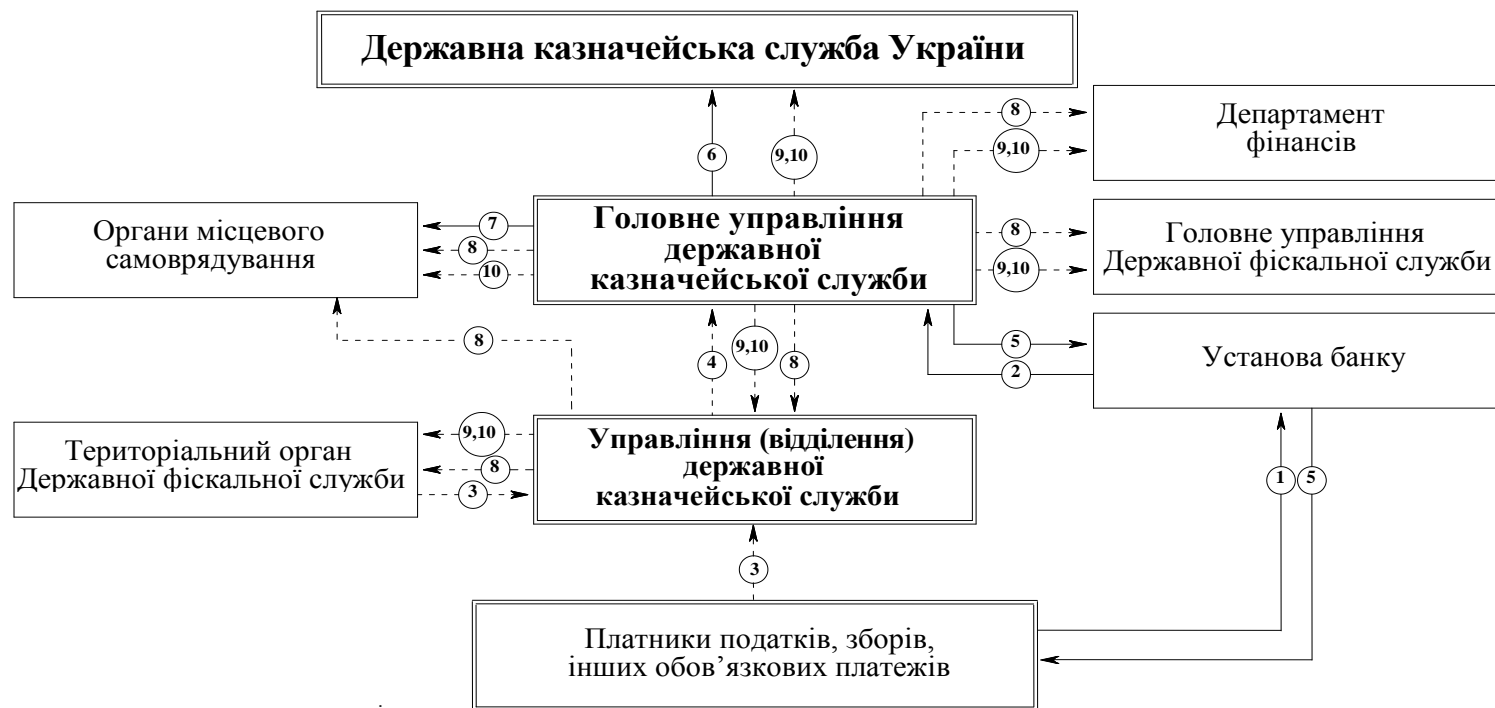 Державна казначейська служба України
8
Департамент
фінансів
9,10
6
9,10
Органи місцевого
самоврядування
7
8
10
Головне управління
державної
казначейської служби
8
9,10
Головне управління
Державної фіскальної служби
8
4
9,10
8
5
2
Установа банку
Територіальний орган
Державної фіскальної служби
9,10
8
3
Управління (відділення)
державної
казначейської служби
1
5
3
Платники податків, зборів,
інших обов’язкових платежів